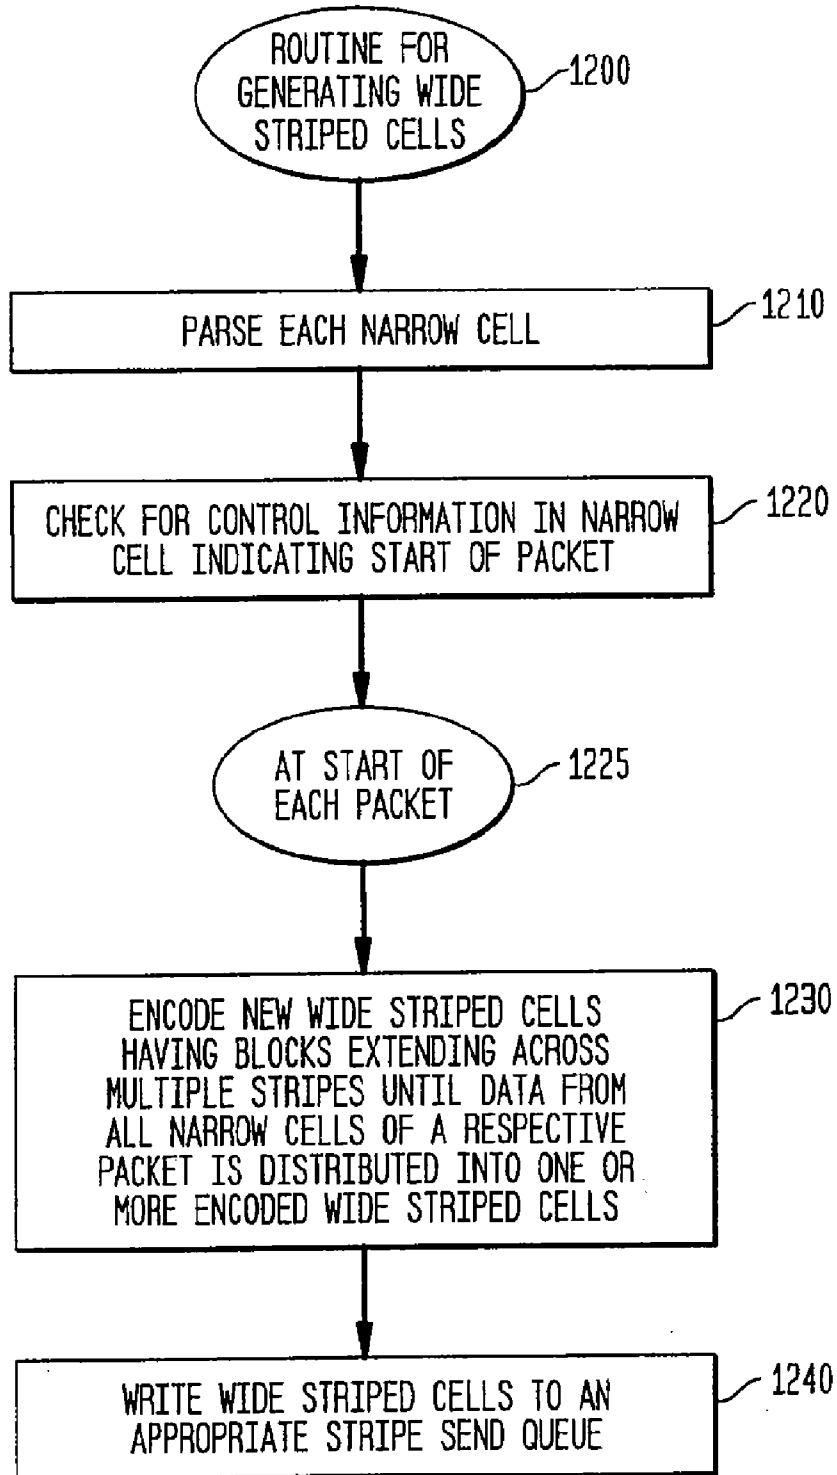 ROUTINE FOR
GENERATING WIDE
STRIPED CELLS
1200
PARSE EACH NARROW CELL
1210
CHECK FOR CONTROL INFORMATION IN NARROW
CELL INDICATING START OF PACKET
1220
AT START OF
EACH PACKET
1225
ENCODE NEW WIDE STRIPED CELLS
HAVING BLOCKS EXTENDING ACROSS
MULTIPLE STRIPES UNTIL DATA FROM
ALL NARROW CELLS OF A RESPECTIVE
PACKET IS DISTRIBUTED INTO ONE OR
MORE ENCODED WIDE STRIPED CELLS
1230
WRITE WIDE STRIPED CELLS TO AN
APPROPRIATE STRIPE SEND QUEUE
1240